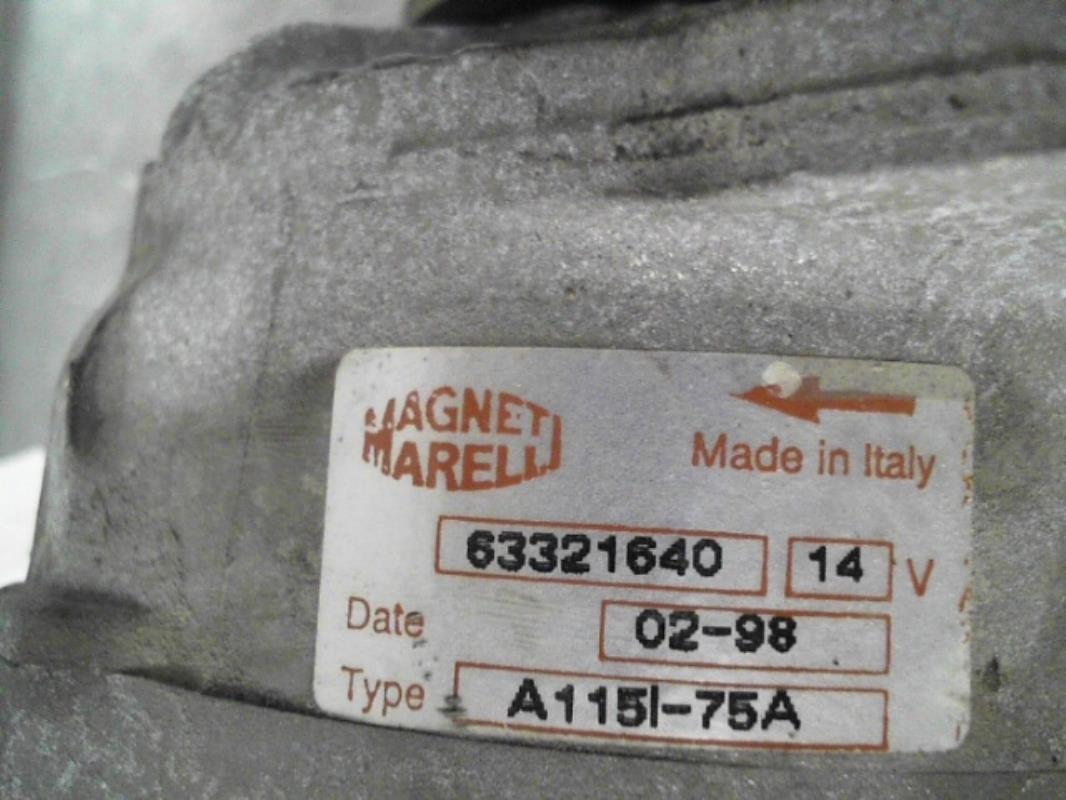 MAGNETI
MARELLI
Made in Italy
63321640 14 V
Date 02-98
Type A115I-75A